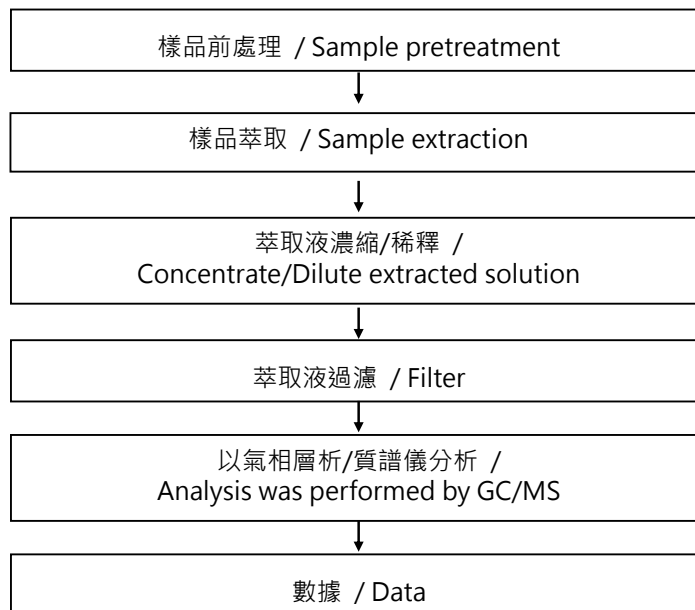 樣品前處理 / Sample pretreatment
樣品萃取 / Sample extraction
萃取液濃縮/稀釋 /
Concentrate/Dilute extracted solution
萃取液過濾 / Filter
以氣相層析/質譜儀分析 /
Analysis was performed by GC/MS
數據 / Data